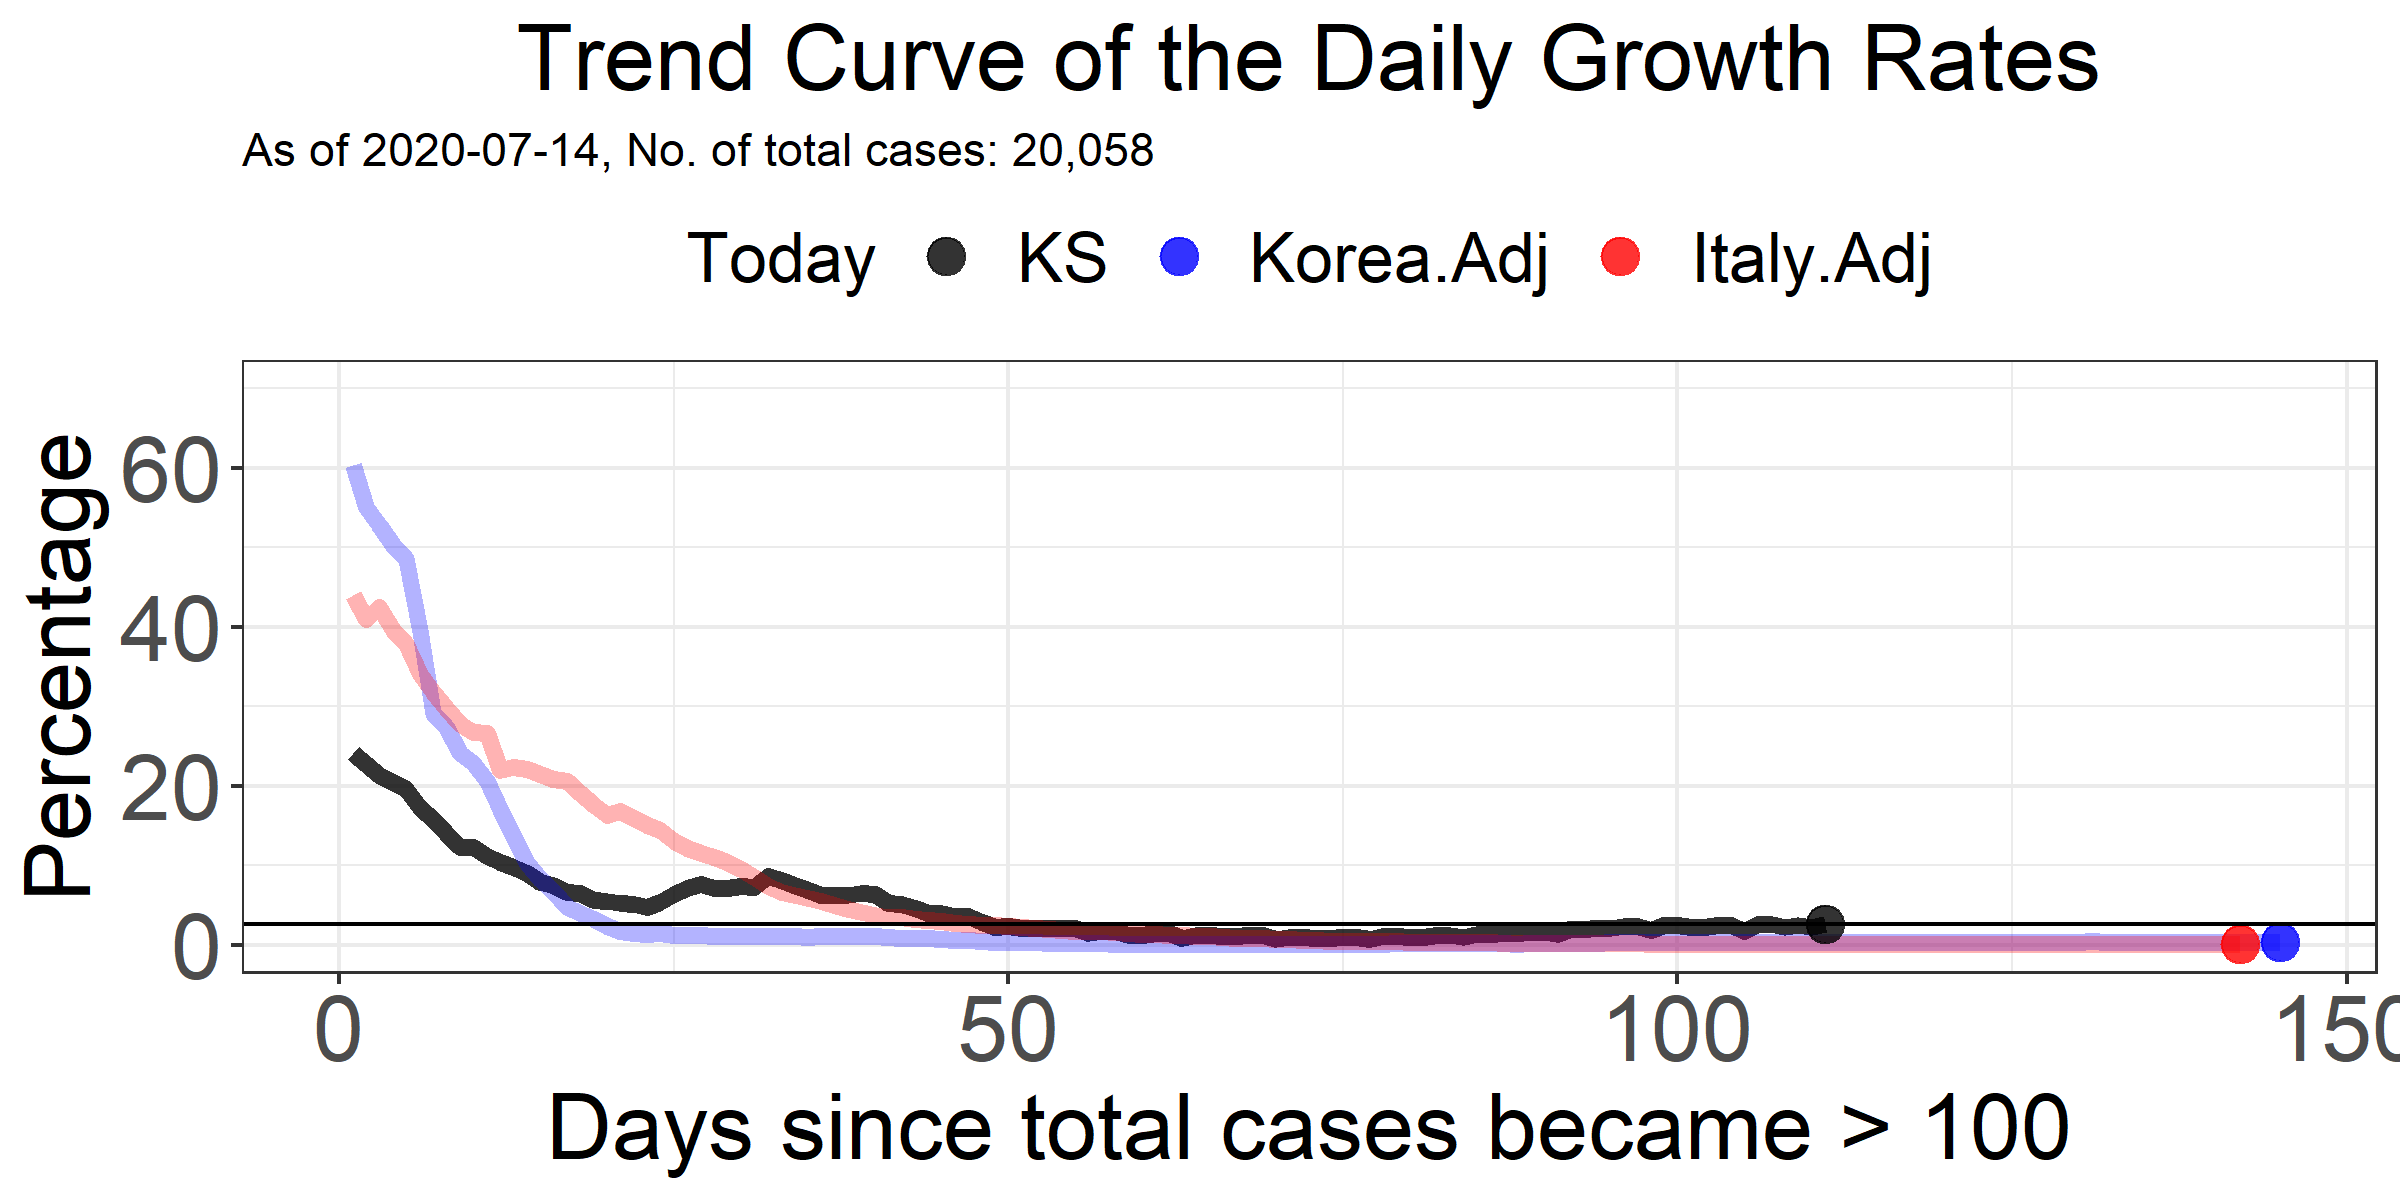 Trend Curve of the Daily Growth Rates
As of 2020-07-14, No. of total cases: 20,058
Today KS Korea.Adj Italy.Adj
Percentage
60
40
20
0
0 50 100 150
Days since total cases became > 100